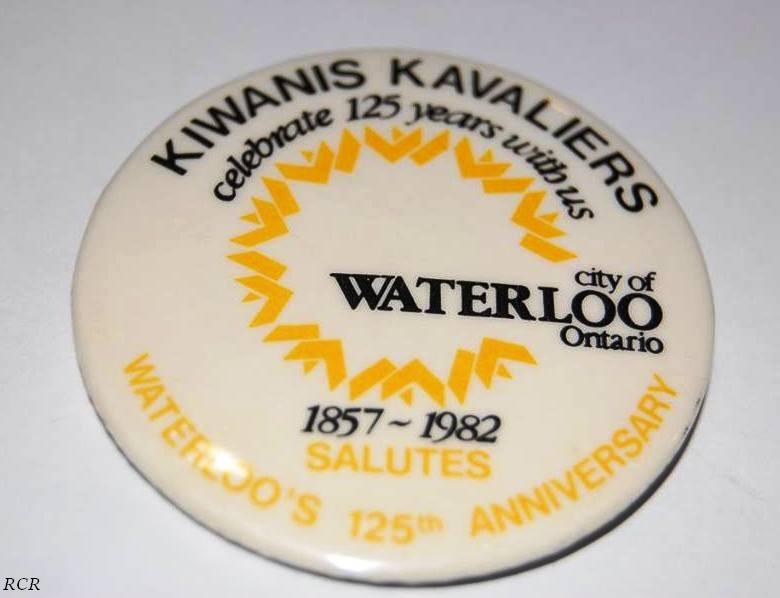 KIWANIS KAVALIERS
celebrate 125 years with us
city of
WATERLOO
Ontario
1857 ~ 1982
SALUTES
WATERLOO'S 125th ANNIVERSARY
RCR